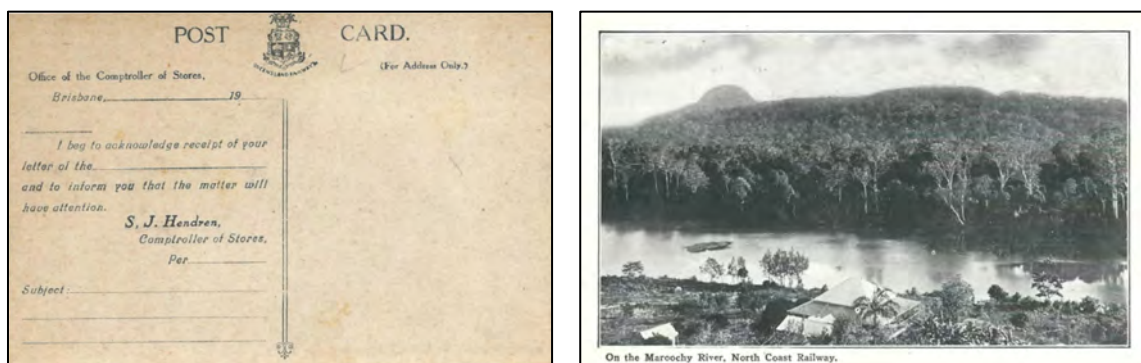 POST CARD.
(For Address Only.)
Office of the Comptroller of Stores,
Brisbane, 19
I beg to acknowledge receipt of your
letter of the
and to inform you that the matter will
have attention.
S. J. Hendren,
Comptroller of Stores,
Per
Subject:
On the Maroochy River, North Coast Railway.